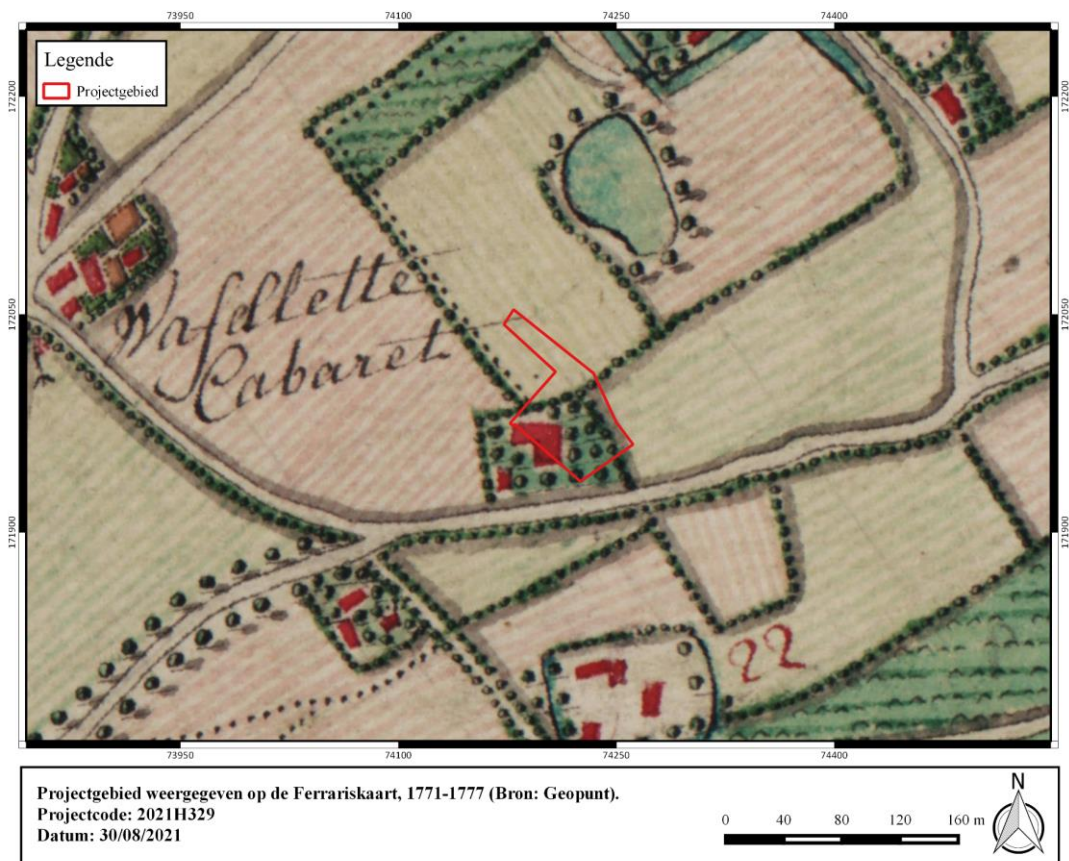 73950
74100
74250
74400
Legende
Projectgebied
172200
172200
172050
172050
171900
171900
Wafellette
Cabaret
22
73950
74100
74250
74400
Projectgebied weergegeven op de Ferrariskaart, 1771-1777 (Bron: Geopunt).
Projectcode: 2021H329
Datum: 30/08/2021
0 40 80 120 160 m
N